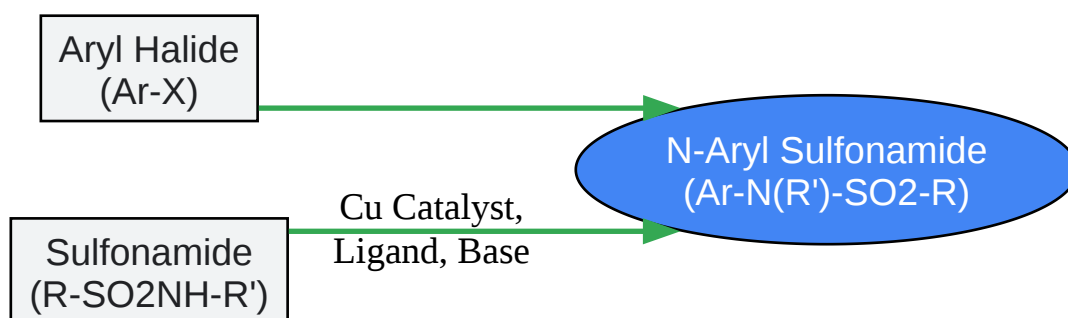 Aryl Halide
(Ar-X)
N-Aryl Sulfonamide
(Ar-N(R')-SO2-R)
Cu Catalyst,
Ligand, Base
Sulfonamide
(R-SO2NH-R')